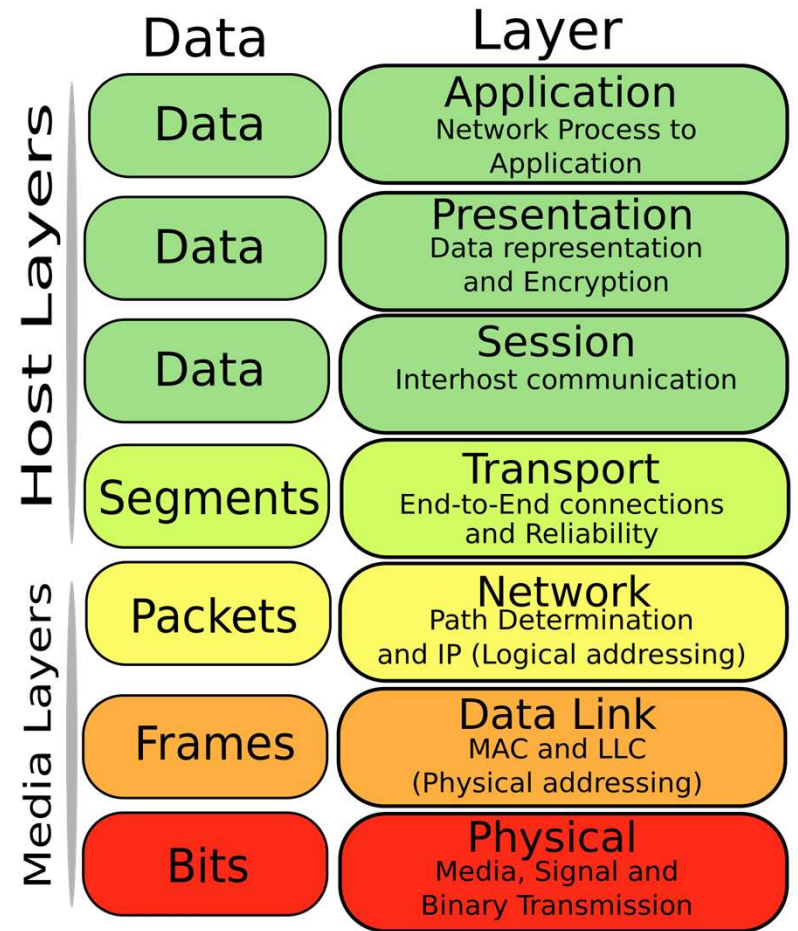 Data
Layer
Host Layers
Data
Application
Network Process to
Application
Data
Presentation
Data representation
and Encryption
Data
Session
Interhost communication
Segments
Transport
End-to-End connections
and Reliability
Media Layers
Packets
Network
Path Determination
and IP (Logical addressing)
Frames
Data Link
MAC and LLC
(Physical addressing)
Bits
Physical
Media, Signal and
Binary Transmission